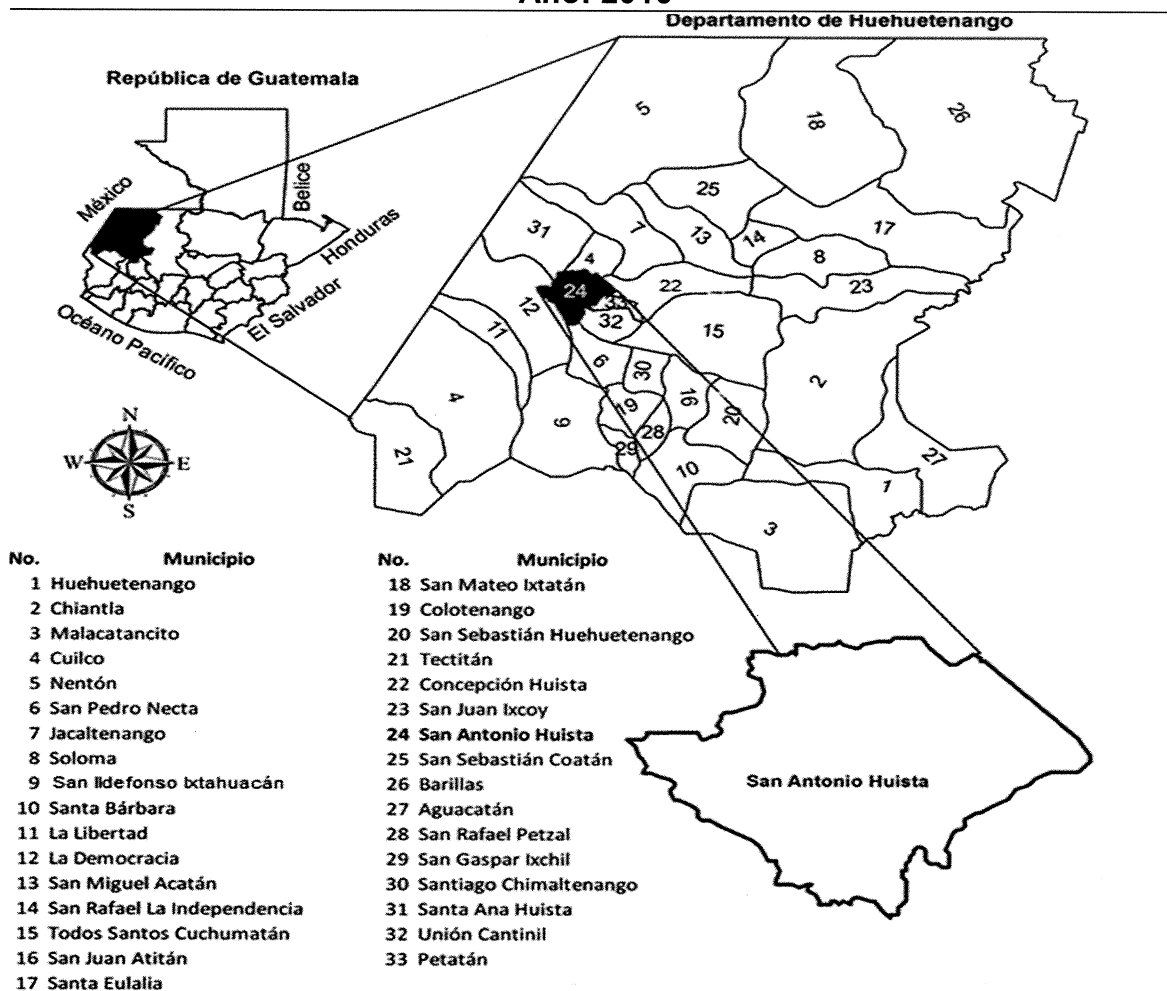 Departamento de Huehuetenango
República de Guatemala
México
Belice
Honduras
El Salvador
Océano Pacífico
5
18
26
25
31
7
13
14
17
8
4
24
22
23
33
12
32
11
15
6
30
2
4
16
9
19
20
28
29
21
10
27
1
3
N
W
E
S
No. Municipio
1 Huehuetenango
2 Chiantla
3 Malacatancito
4 Cuilco
5 Nentón
6 San Pedro Necta
7 Jacaltenango
8 Soloma
9 San Ildefonso Ixtahuacán
10 Santa Bárbara
11 La Libertad
12 La Democracia
13 San Miguel Acatán
14 San Rafael La Independencia
15 Todos Santos Cuchumatán
16 San Juan Atitán
17 Santa Eulalia
No. Municipio
18 San Mateo Ixtatán
19 Colotenango
20 San Sebastián Huehuetenango
21 Tectitán
22 Concepción Huista
23 San Juan Ixcoy
24 San Antonio Huista
25 San Sebastián Coatán
26 Barillas
27 Aguacatán
28 San Rafael Petzal
29 San Gaspar Ixchil
30 Santiago Chimaltenango
31 Santa Ana Huista
32 Unión Cantinil
33 Petatán
San Antonio Huista